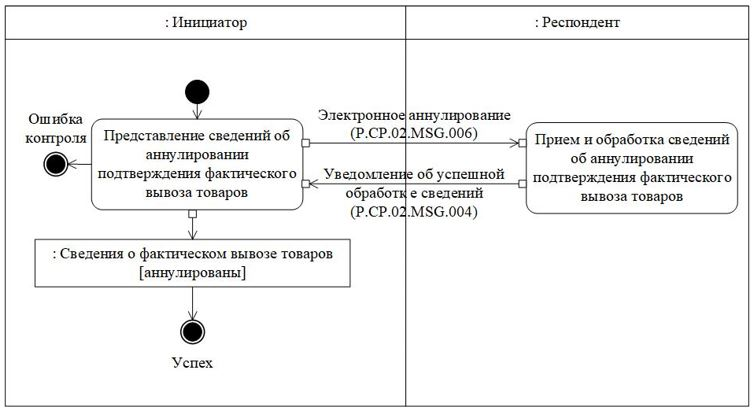 : Инициатор
: Респондент
Ошибка
контроля
Представление сведений об
аннулировании
подтверждения фактического
вывоза товаров
Электронное аннулирование
(P.CP.02.MSG.006)
Уведомление об успешной
обработк е сведений
(P.CP.02.MSG.004)
Прием и обработка сведений
об аннулировании
подтверждения фактического
вывоза товаров
: Сведения о фактическом вывозе товаров
[аннулированы]
Успех